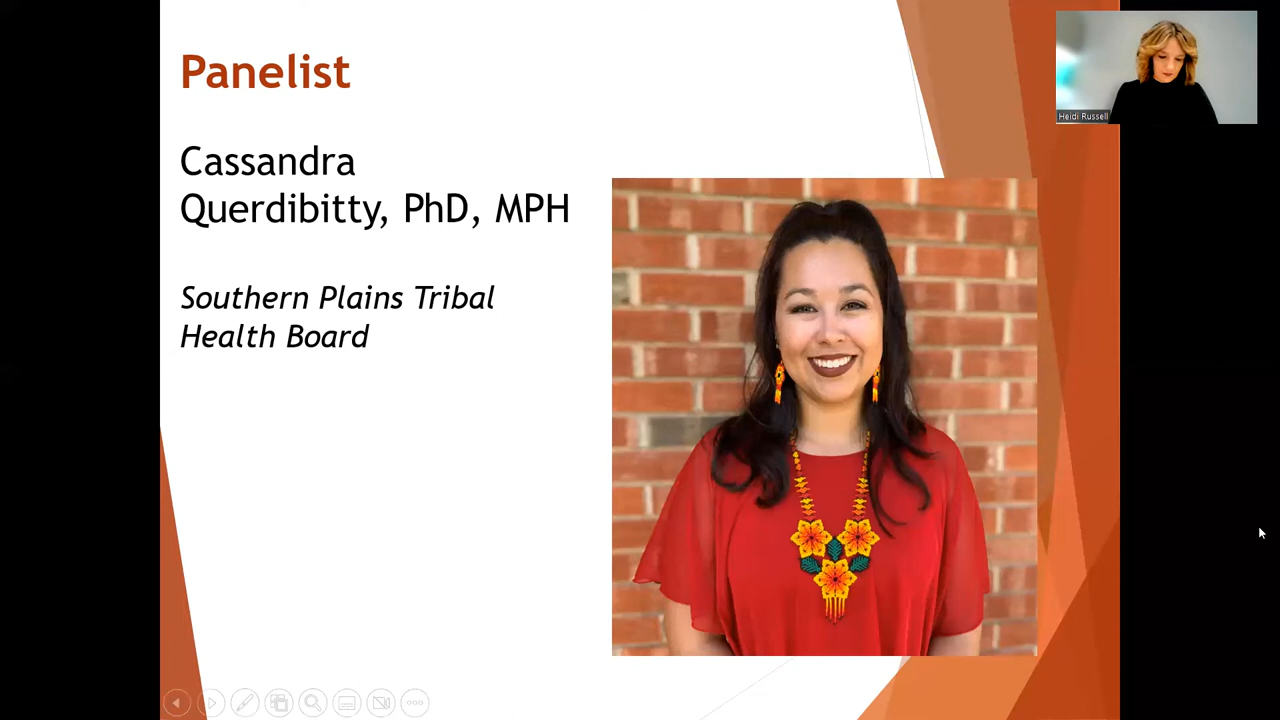 Panelist
Cassandra
Querdibitty, PhD, MPH
Southern Plains Tribal
Health Board
Heidi Russell